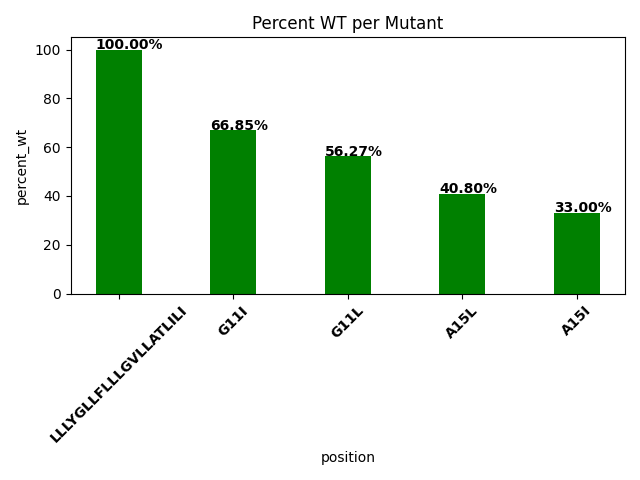 Percent WT per Mutant
percent_wt
100
80
60
40
20
0
100.00%
66.85%
56.27%
40.80%
33.00%
LLLYGLLFLLLGVLLATLILI
G11I
G11L
A15L
A15I
position